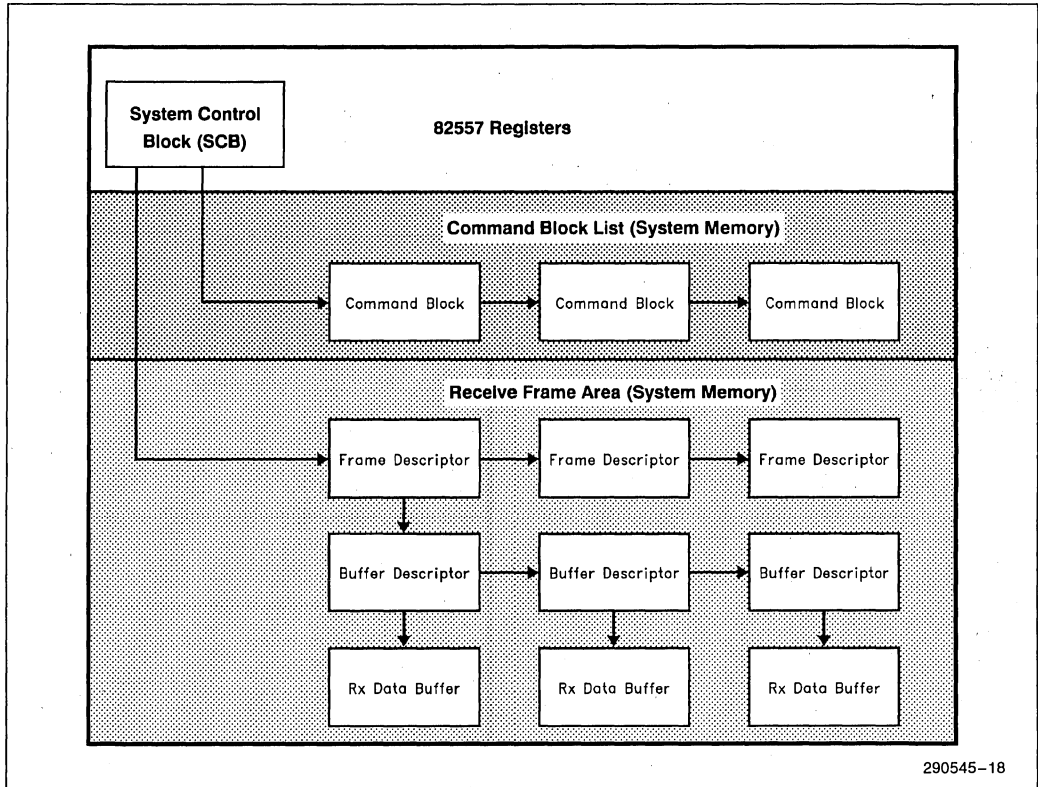 System Control
Block (SCB)
82557 Registers
Command Block List (System Memory)
Command Block
Command Block
Command Block
Receive Frame Area (System Memory)
Frame Descriptor
Frame Descriptor
Frame Descriptor
Buffer Descriptor
Buffer Descriptor
Buffer Descriptor
Rx Data Buffer
Rx Data Buffer
Rx Data Buffer
290545–18